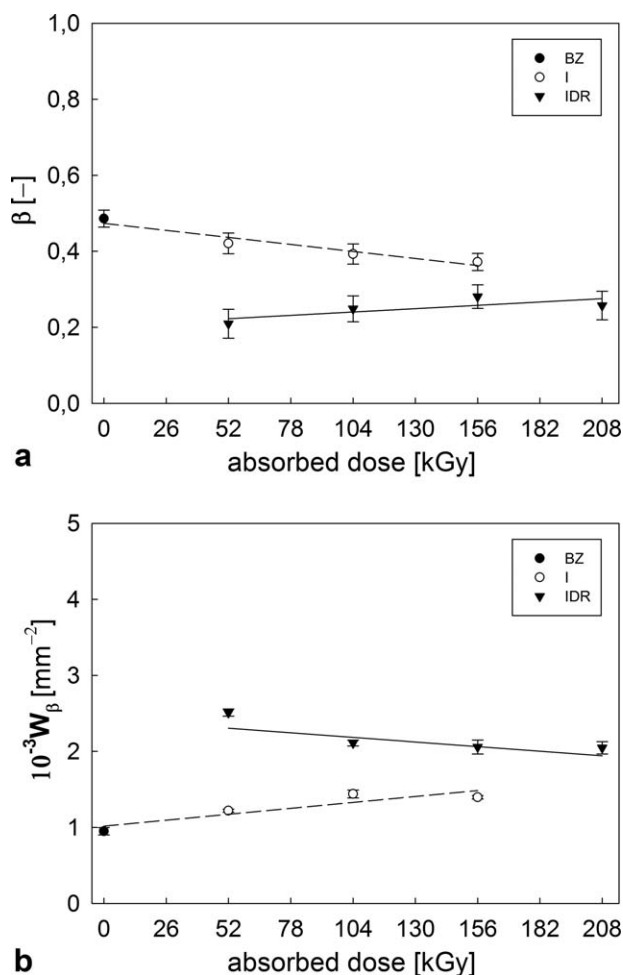 1,0
0,8
0,6
0,4
0,2
0,0
β [–]
BZ
I
IDR
0 26 52 78 104 130 156 182 208
absorbed dose [kGy]
a
5
4
3
2
1
0
10⁻³W_β [mm⁻²]
BZ
I
IDR
0 26 52 78 104 130 156 182 208
absorbed dose [kGy]
b